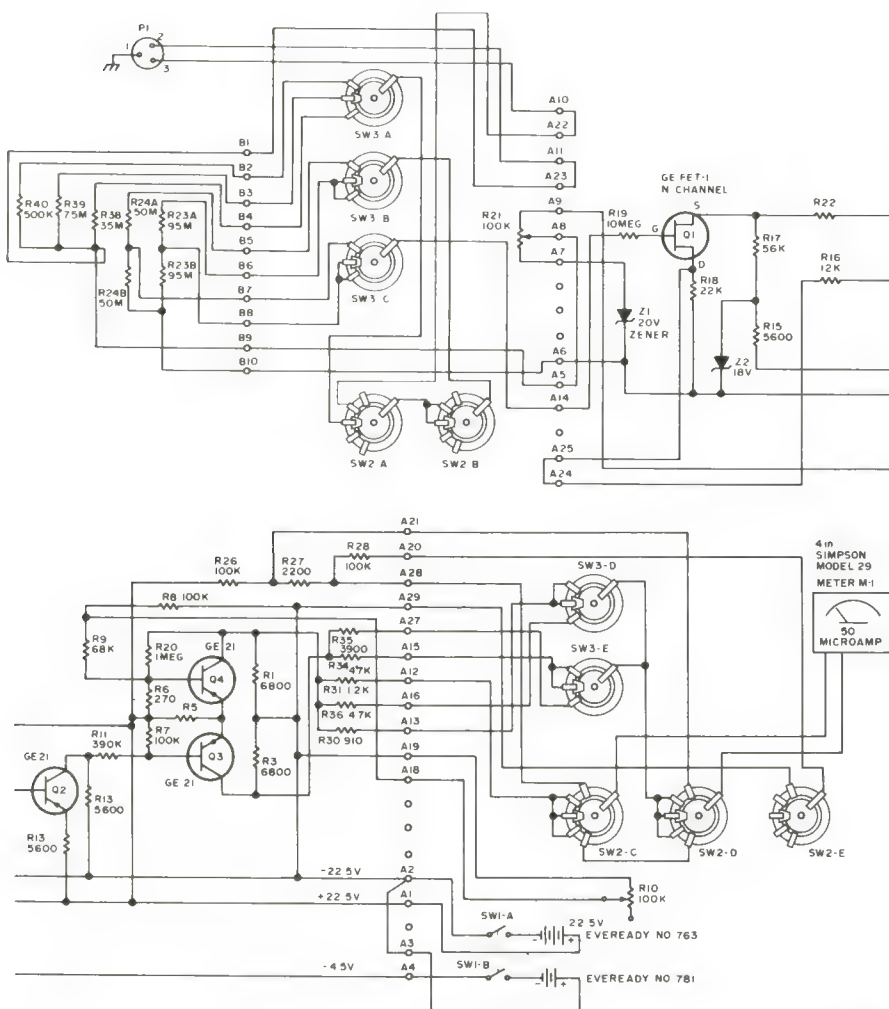 P1
1
2
3
SW3 A
SW3 B
SW3 C
SW2 A
SW2 B
B1
B2
B3
B4
B5
B6
B7
B8
B9
B10
R40
500K
R39
75M
R38
35M
R24A
50M
R23A
95M
R23B
95M
R24B
50M
A10
A22
A11
A23
A9
A8
A7
A6
A5
A14
A25
A24
R21
100K
R19
10MEG
GE FET-1
N CHANNEL
S
G
Q1
D
R22
R17
56K
R16
12K
R18
22K
Z1
20V
ZENER
R15
5600
Z2
18V
A21
A20
A28
A29
A27
A15
A12
A16
A13
A19
A18
A2
A1
A3
A4
R26
100K
R27
2200
R28
100K
R8 100K
R9
68K
R20
1MEG
GE 21
Q4
R6
270
R5
R7
100K
R11
390K
Q3
GE 21
GE 21
Q2
R13
5600
R13
5600
R1
6800
R3
6800
R35
3900
R34
47K
R31 1.2K
R36 47K
R30 910
SW3-D
SW3-E
SW2-C
SW2-D
SW2-E
4 in
SIMPSON
MODEL 29
METER M-1
50
MICROAMP
R10
100K
-22 5V
+22 5V
-4.5V
SW1-A
22 5V
- +
EVEREADY NO 763
SW1-B
- +
EVEREADY NO 781